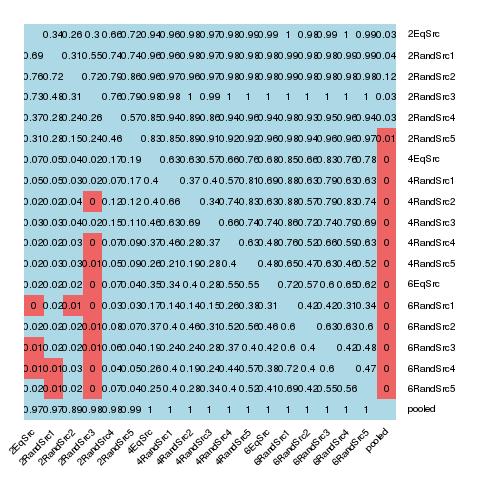 0.34 0.26 0.3 0.66 0.72 0.94 0.96 0.98 0.97 0.98 0.99 0.99 1 0.98 0.99 1 0.99 0.03 2EqSrc
0.69 0.31 0.55 0.74 0.74 0.96 0.95 0.98 0.97 0.98 0.98 0.98 0.99 0.98 0.98 0.99 0.99 0.04 2RandSrc1
0.76 0.72 0.72 0.79 0.86 0.96 0.97 0.96 0.97 0.98 0.98 0.98 0.99 0.98 0.98 0.98 0.98 0.12 2RandSrc2
0.73 0.48 0.31 0.76 0.79 0.98 0.98 1 0.99 1 1 1 1 1 1 1 1 0.03 2RandSrc3
0.37 0.28 0.24 0.26 0.57 0.85 0.94 0.89 0.86 0.94 0.96 0.94 0.98 0.93 0.95 0.96 0.94 0.03 2RandSrc4
0.31 0.28 0.15 0.24 0.46 0.83 0.85 0.89 0.91 0.92 0.92 0.96 0.98 0.94 0.96 0.96 0.97 0.01 2RandSrc5
0.07 0.05 0.04 0.02 0.17 0.19 0.63 0.63 0.57 0.66 0.76 0.68 0.85 0.66 0.83 0.76 0.78 0 4EqSrc
0.05 0.05 0.03 0.02 0.17 0.17 0.4 0.37 0.4 0.57 0.81 0.69 0.88 0.63 0.79 0.63 0.63 0 4RandSrc1
0.02 0.02 0.04 0 0.12 0.12 0.4 0.66 0.34 0.74 0.83 0.63 0.88 0.57 0.79 0.83 0.74 0 4RandSrc2
0.03 0.03 0.04 0.02 0.15 0.11 0.46 0.63 0.69 0.66 0.74 0.74 0.86 0.72 0.74 0.79 0.69 0 4RandSrc3
0.02 0.02 0.03 0 0.07 0.09 0.37 0.46 0.28 0.37 0.63 0.48 0.76 0.52 0.66 0.59 0.63 0 4RandSrc4
0.02 0.03 0.03 0.01 0.05 0.09 0.26 0.21 0.19 0.28 0.4 0.48 0.65 0.47 0.63 0.46 0.52 0 4RandSrc5
0.02 0.02 0.02 0 0.07 0.04 0.35 0.34 0.4 0.28 0.55 0.55 0.72 0.57 0.6 0.65 0.62 0 6EqSrc
0 0.02 0.01 0 0.03 0.03 0.17 0.14 0.14 0.15 0.26 0.38 0.31 0.42 0.42 0.31 0.34 0 6RandSrc1
0.02 0.02 0.02 0.01 0.08 0.07 0.37 0.4 0.46 0.31 0.52 0.56 0.46 0.6 0.63 0.63 0.6 0 6RandSrc2
0.01 0.02 0.02 0.01 0.06 0.04 0.19 0.24 0.24 0.28 0.37 0.4 0.42 0.6 0.4 0.42 0.48 0 6RandSrc3
0.01 0.01 0.03 0 0.04 0.05 0.26 0.4 0.19 0.24 0.44 0.57 0.38 0.72 0.4 0.6 0.47 0 6RandSrc4
0.02 0.01 0.02 0 0.07 0.04 0.25 0.4 0.28 0.34 0.4 0.52 0.41 0.69 0.42 0.55 0.56 0 6RandSrc5
0.97 0.97 0.89 0.98 0.98 0.99 1 1 1 1 1 1 1 1 1 1 1 1 pooled
2EqSrc 2RandSrc1 2RandSrc2 2RandSrc3 2RandSrc4 2RandSrc5 4EqSrc 4RandSrc1 4RandSrc2 4RandSrc3 4RandSrc4 4RandSrc5 6EqSrc 6RandSrc1 6RandSrc2 6RandSrc3 6RandSrc4 6RandSrc5 pooled